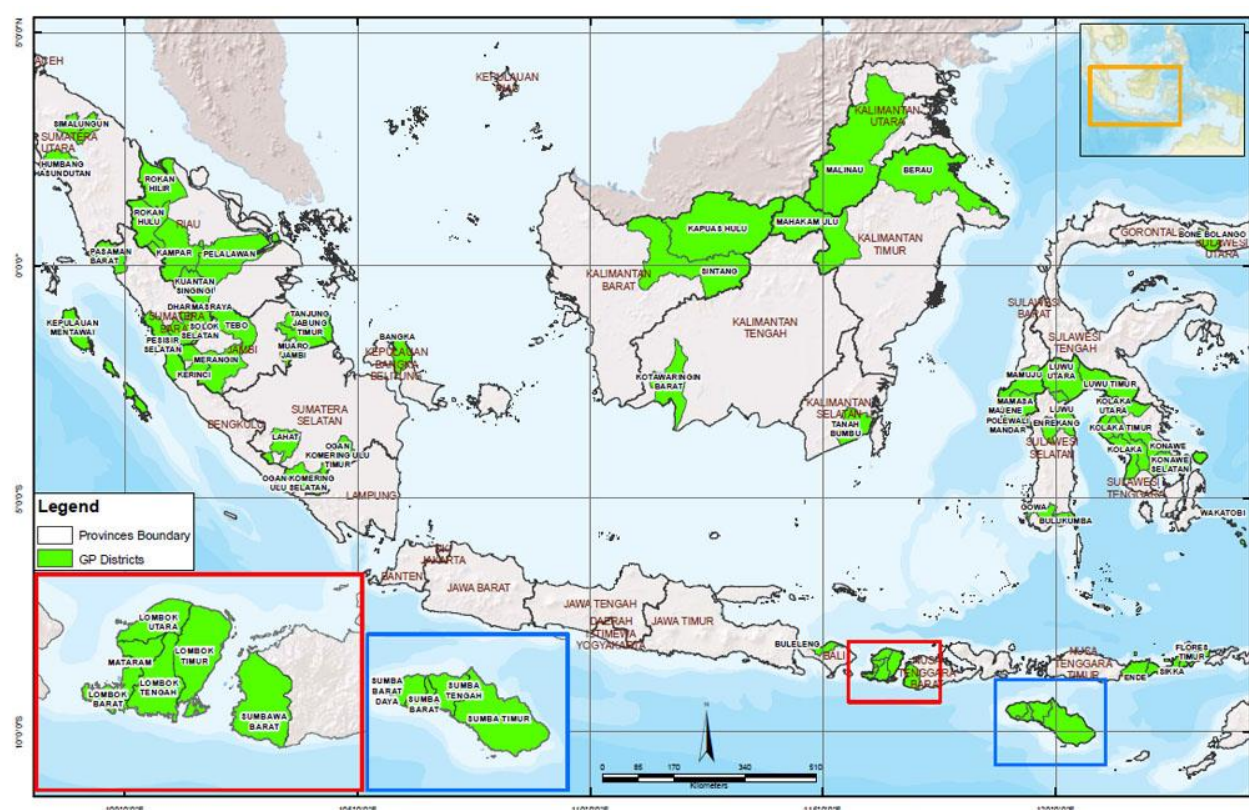 5°0'0"N
0°0'0"
5°0'0"S
10°0'0"S
ACEH
SIMALUNGUN
SUMATERA
UTARA
HUMBANG
HASUNDUTAN
ROKAN
HILIR
ROKAN
HULU
RIAU
KAMPAR
PELALAWAN
PASAMAN
BARAT
KUANTAN
SINGINGI
DHARMASRAYA
SUMATERA
SOLOK
SELATAN
TEBO
PESISIR
SELATAN
JAMBI
MERANGIN
KERINCI
TANJUNG
JABUNG
TIMUR
MUARO
JAMBI
KEPULAUAN
MENTAWAI
BANGKA
KEPULAUAN
BANGKA
BELITUNG
BENGKULU
SUMATERA
SELATAN
LAHAT
OGAN
KOMERING ULU
TIMUR
OGAN KOMERING
ULU SELATAN
LAMPUNG
KEPULAUAN
RIAU
KALIMANTAN
UTARA
MALINAU
BERAU
KAPUAS HULU
MAHAKAM ULU
KALIMANTAN
TIMUR
SINTANG
KALIMANTAN
BARAT
KALIMANTAN
TENGAH
KOTAWARINGIN
BARAT
KALIMANTAN
SELATAN
TANAH
BUMBU
GORONTAL
BONE BOLANGO
SULAWESI
UTARA
SULAWESI
BARAT
SULAWESI
TENGAH
MAMUJU
LUWU
UTARA
LUWU TIMUR
MAMASA
MAJENE
POLEWALI
MANDAR
LUWU
ENREKANG
SULAWESI
SELATAN
KOLAKA
UTARA
KOLAKA TIMUR
KOLAKA
KONAWE
KONAWE
SELATAN
SULAWESI
TENGGARA
GOWA
BULUKUMBA
WAKATOBI
JAKARTA
BANTEN
JAWA BARAT
JAWA TENGAH
DAERAH
ISTIMEWA
YOGYAKARTA
JAWA TIMUR
BULELENG
BALI
NUSA
TENGGARA
BARAT
NUSA
TENGGARA
TIMUR
FLORES
TIMUR
SIKKA
ENDE
Legend
Provinces Boundary
GP Districts
LOMBOK
UTARA
MATARAM
LOMBOK
TIMUR
LOMBOK
TENGAH
LOMBOK
BARAT
SUMBAWA
BARAT
SUMBA
BARAT
DAYA
SUMBA
BARAT
SUMBA
TENGAH
SUMBA TIMUR
N
0 85 170 340 510
Kilometers